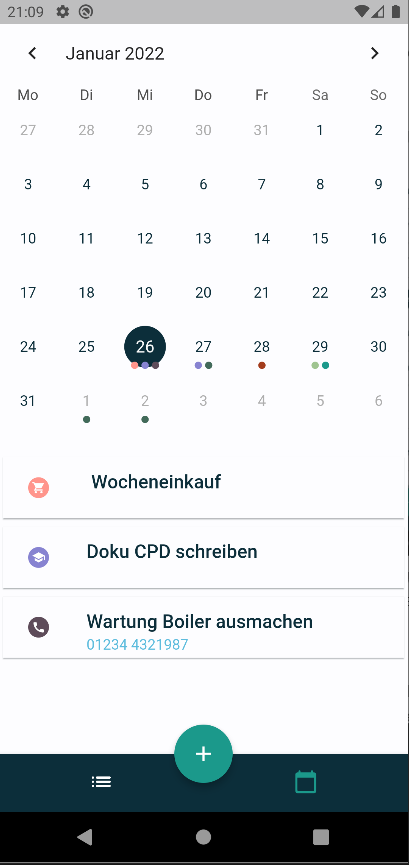 21:09
Januar 2022
Mo Di Mi Do Fr Sa So
27 28 29 30 31 1 2
3 4 5 6 7 8 9
10 11 12 13 14 15 16
17 18 19 20 21 22 23
24 25 26 27 28 29 30
31 1 2 3 4 5 6
Wocheneinkauf
Doku CPD schreiben
Wartung Boiler ausmachen
01234 4321987